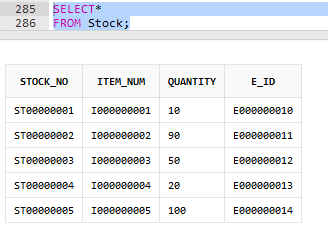 285 SELECT*
286 FROM Stock;
STOCK_NO ITEM_NUM QUANTITY E_ID
ST00000001 I000000001 10 E000000010
ST00000002 I000000002 90 E000000011
ST00000003 I000000003 50 E000000012
ST00000004 I000000004 20 E000000013
ST00000005 I000000005 100 E000000014